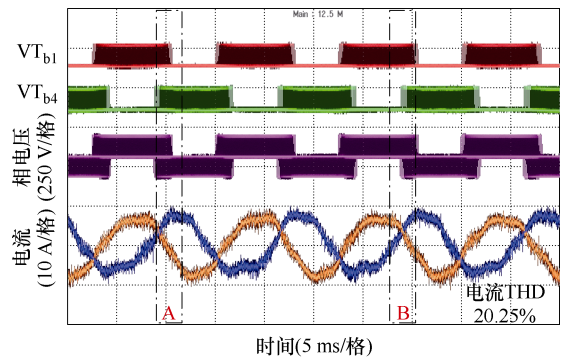 Main : 12.5 M
VTb1
VTb4
相电压
(250 V/格)
电流
(10 A/格)
A
B
电流THD
20.25%
时间(5 ms/格)